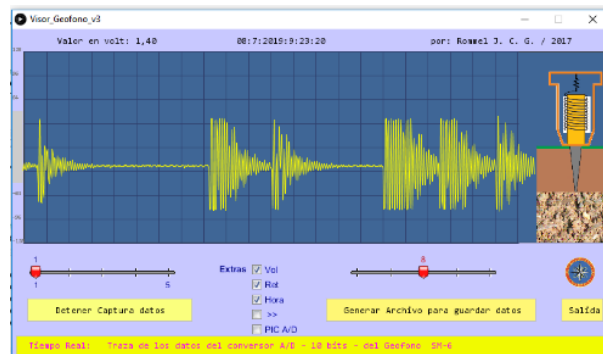 Visor_Geofono_v3
Valor en volt: 1,40
08:7:2019:9:23:20
por: Rommel J. C. G. / 2017
1
1
5
Extras
Vol
Ret
Hora
>>
PIC A/D
8
Detener Captura datos
Generar Archivo para guardar datos
Salida
Tiempo Real: Traza de los datos del conversor A/D - 10 bits - del Geofono SM-6